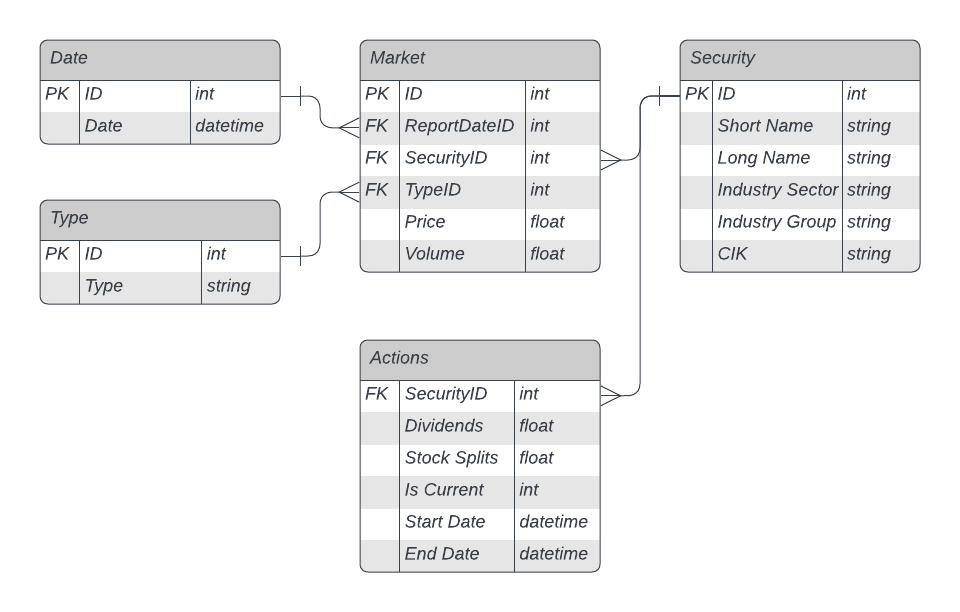 Date
PK ID int
Date datetime
Type
PK ID int
Type string
Market
PK ID int
FK ReportDateID int
FK SecurityID int
FK TypeID int
Price float
Volume float
Security
PK ID int
Short Name string
Long Name string
Industry Sector string
Industry Group string
CIK string
Actions
FK SecurityID int
Dividends float
Stock Splits float
Is Current int
Start Date datetime
End Date datetime